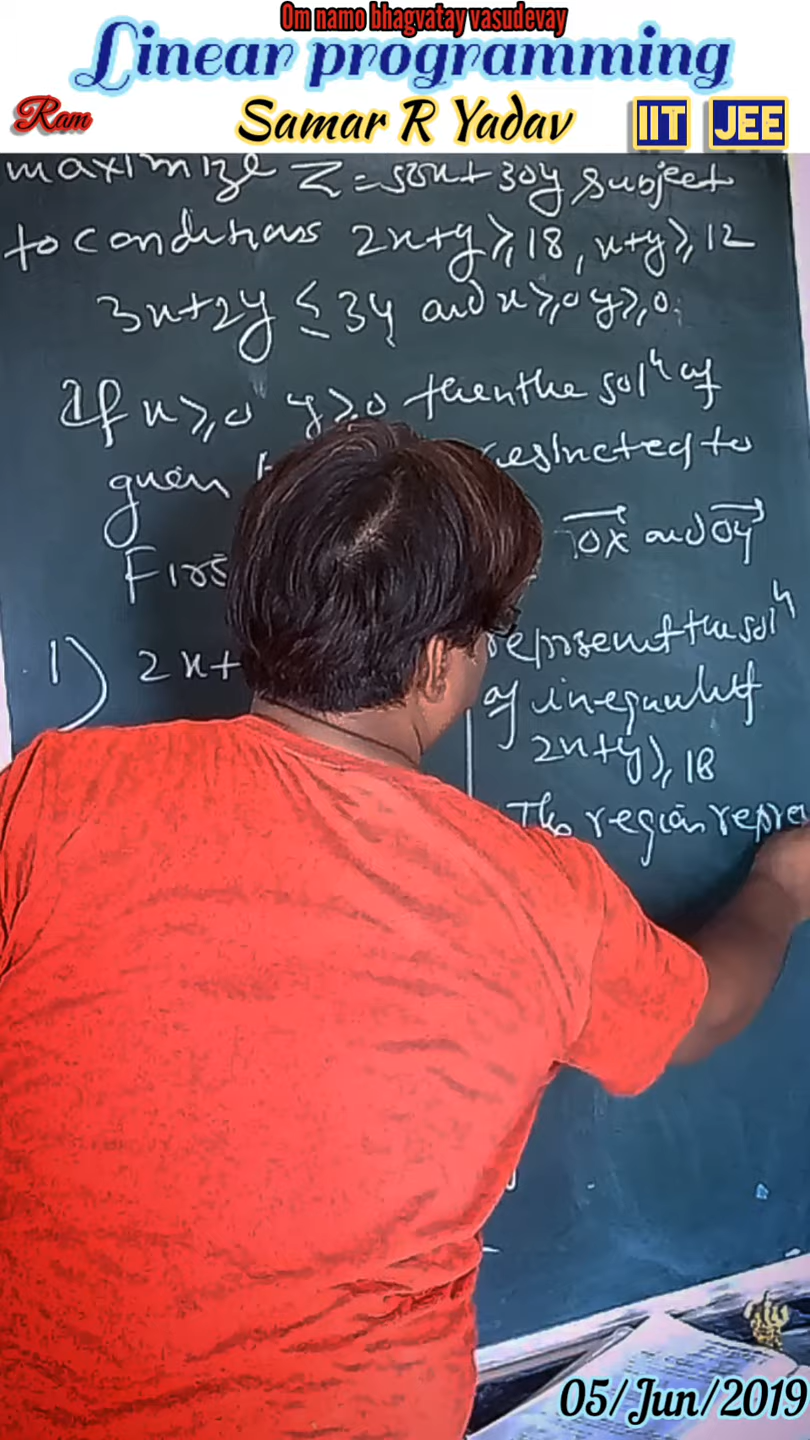 Om namo bhagvatay vasudevay
Linear programming
Ram
Samar R Yadav
IIT JEE
maximize Z = 50x + 30y subject
to conditions 2x+y ≥ 18, x+y ≥ 12
3x+2y ≤ 34 and x ≥ 0 y ≥ 0.
If x ≥ 0 y ≥ 0 then the solⁿ of
given restricted to
First OX and OY
1) 2x+
represent the solⁿ
of inequality
2x+y ≥ 18
The region repre
05/Jun/2019